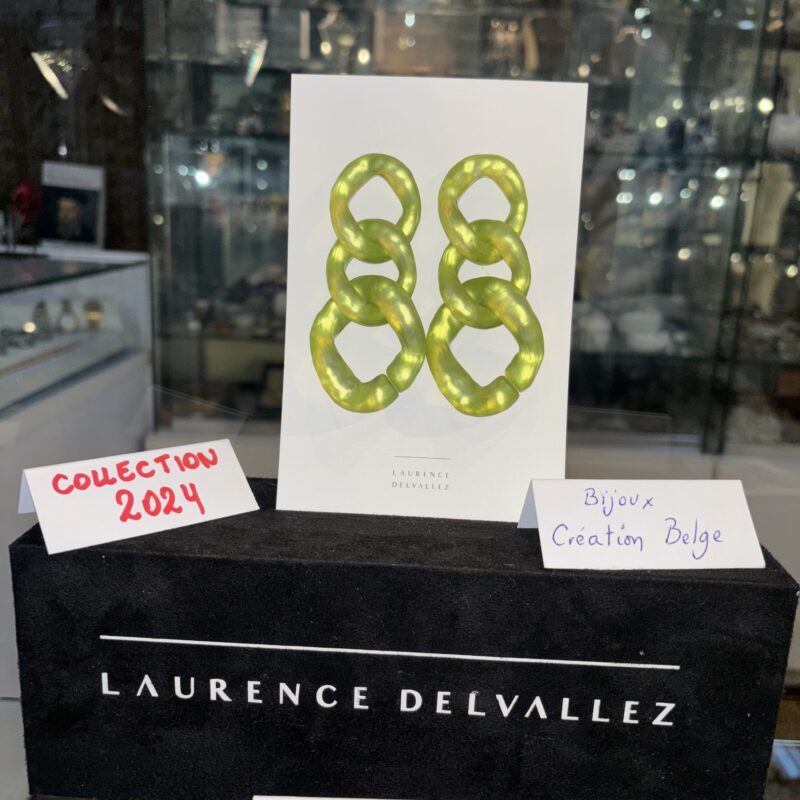 LAURENCE
DELVALLEZ
COLLECTION
2024
Bijoux
Création Belge
LAURENCE DELVALLEZ